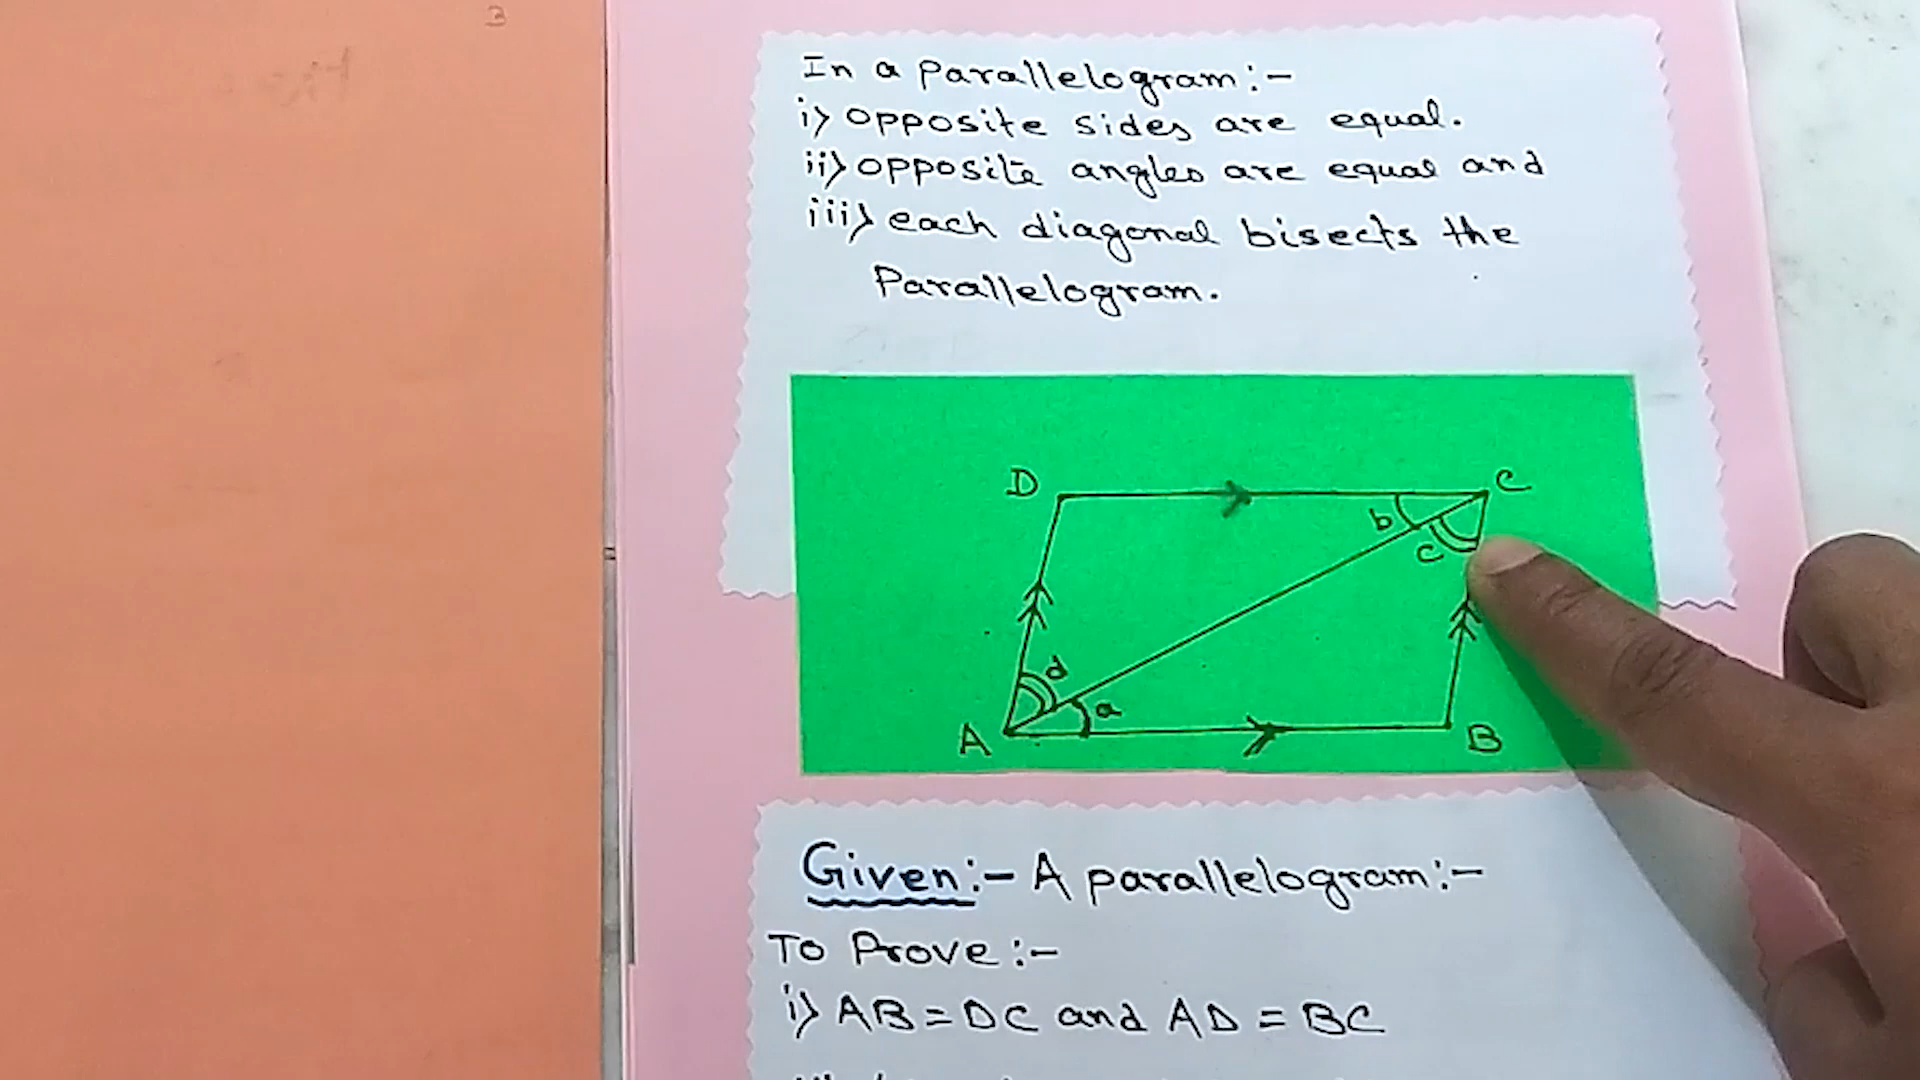 3
In a parallelogram:-
i) opposite sides are equal.
ii) opposite angles are equal and
iii) each diagonal bisects the
Parallelogram.
D
C
b
c
d
a
A
B
Given:- A parallelogram:-
To Prove:-
i) AB=DC and AD=BC